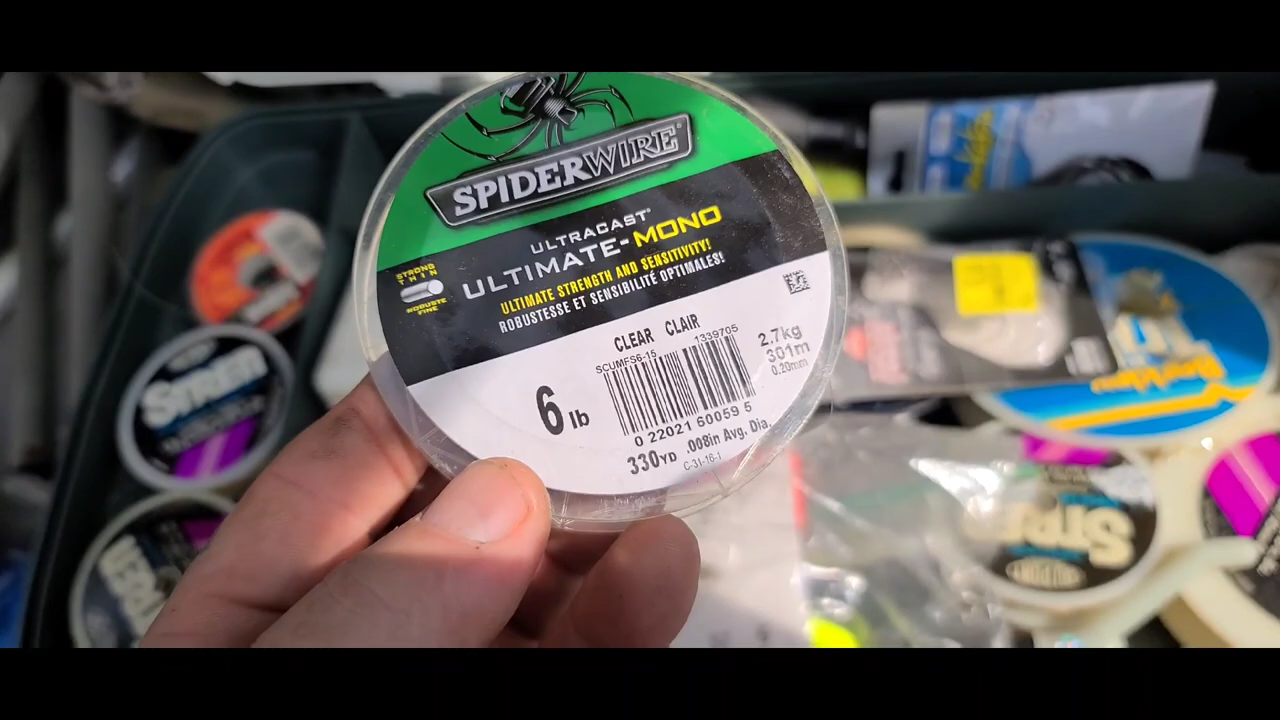 SPIDERWIRE®
ULTRACAST®
ULTIMATE-MONO
STRONG
THIN
ULTIMATE STRENGTH AND SENSITIVITY!
ROBUSTESSE ET SENSIBILITÉ OPTIMALES!
ROBUSTE
FINE
CLEAR CLAIR
SCUMFS6-15 1339705
2.7kg
301m
0.20mm
6 lb
0 22021 60059 5
330YD .008in Avg. Dia.
C-31-16-1
Stren
Stren